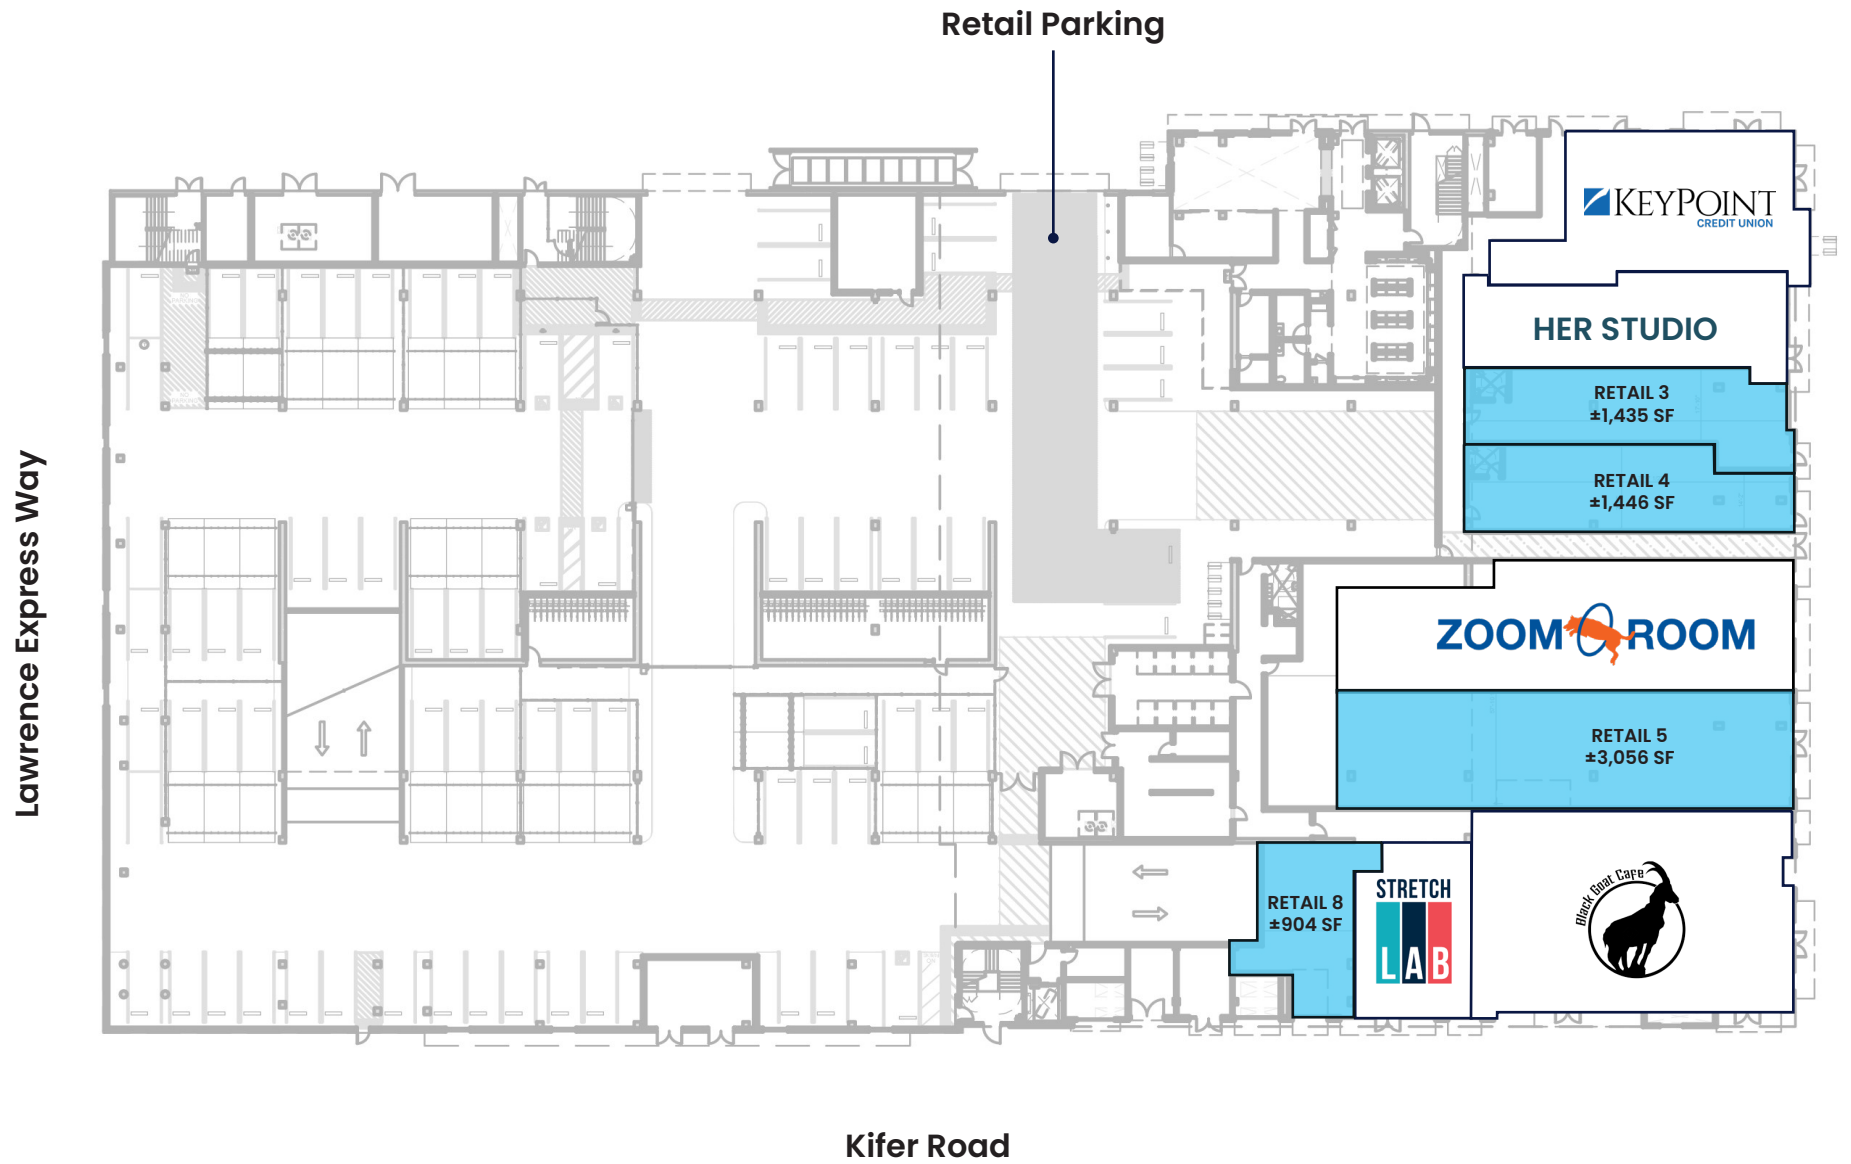 Retail Parking
KEYPOINT
CREDIT UNION
HER STUDIO
RETAIL 3
±1,435 SF
RETAIL 4
±1,446 SF
Lawrence Express Way
ZOOM ROOM
RETAIL 5
±3,056 SF
RETAIL 8
±904 SF
STRETCH
LAB
Black Goat Cafe
Kifer Road